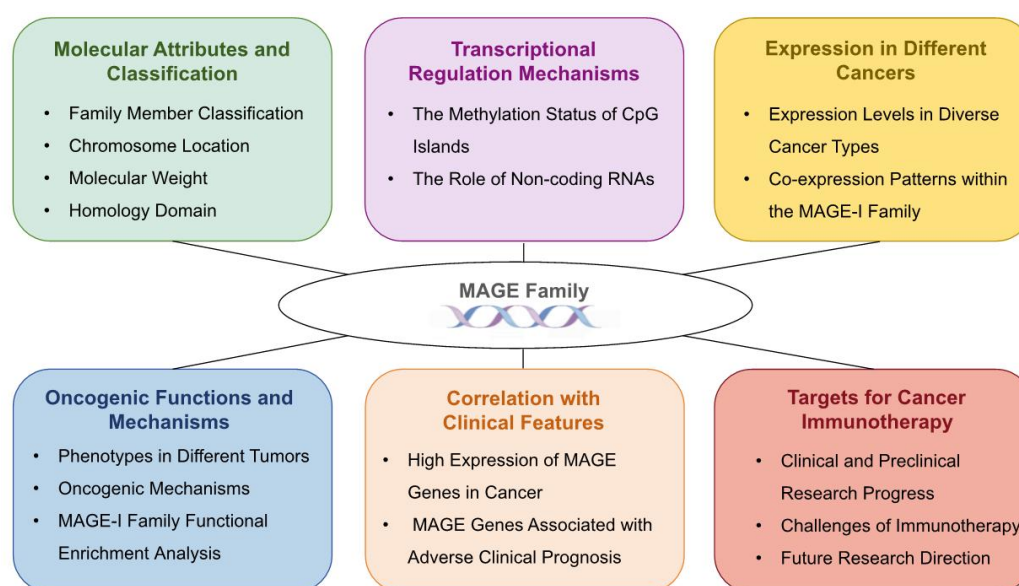 Molecular Attributes and
Classification
• Family Member Classification
• Chromosome Location
• Molecular Weight
• Homology Domain
Transcriptional
Regulation Mechanisms
• The Methylation Status of CpG
Islands
• The Role of Non-coding RNAs
Expression in Different
Cancers
• Expression Levels in Diverse
Cancer Types
• Co-expression Patterns within
the MAGE-I Family
MAGE Family
Oncogenic Functions and
Mechanisms
• Phenotypes in Different Tumors
• Oncogenic Mechanisms
• MAGE-I Family Functional
Enrichment Analysis
Correlation with
Clinical Features
• High Expression of MAGE
Genes in Cancer
• MAGE Genes Associated with
Adverse Clinical Prognosis
Targets for Cancer
Immunotherapy
• Clinical and Preclinical
Research Progress
• Challenges of Immunotherapy
• Future Research Direction